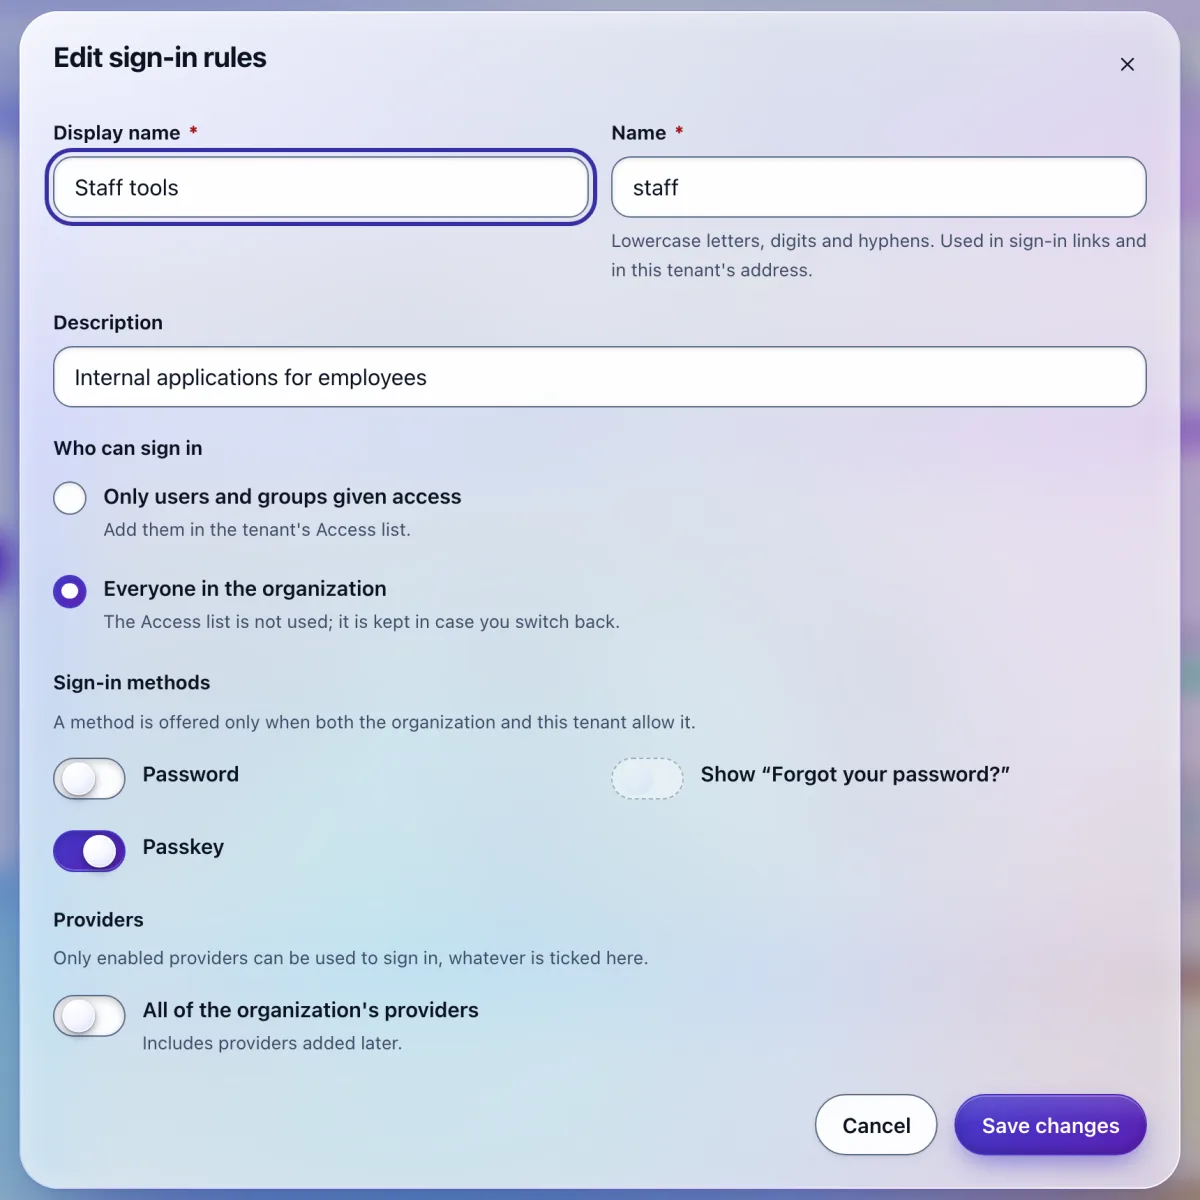 Edit sign-in rules
Display name *
Name *
Staff tools
staff
Lowercase letters, digits and hyphens. Used in sign-in links and
in this tenant's address.
Description
Internal applications for employees
Who can sign in
Only users and groups given access
Add them in the tenant's Access list.
Everyone in the organization
The Access list is not used; it is kept in case you switch back.
Sign-in methods
A method is offered only when both the organization and this tenant allow it.
Password
Show “Forgot your password?”
Passkey
Providers
Only enabled providers can be used to sign in, whatever is ticked here.
All of the organization's providers
Includes providers added later.
Cancel
Save changes